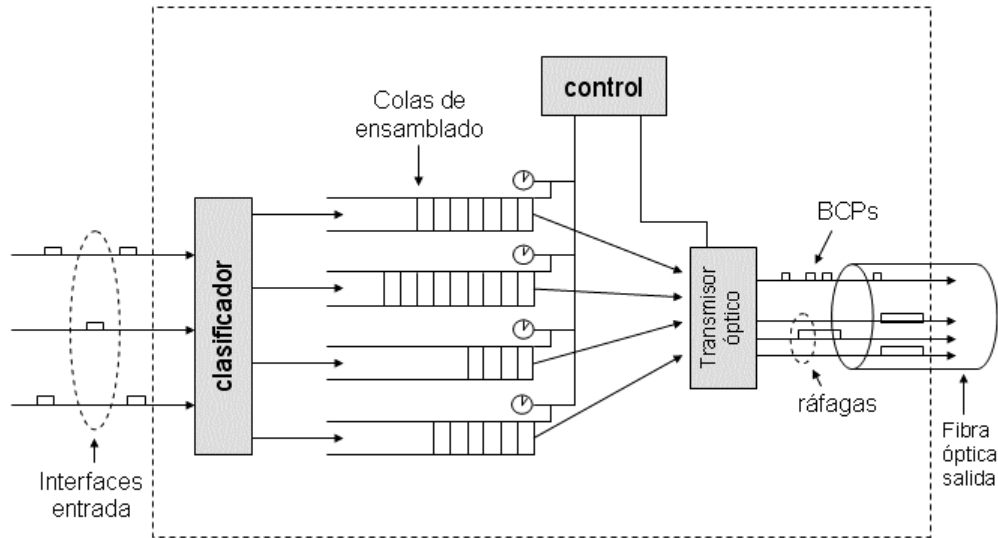 control
Colas de
ensamblado
BCPs
clasificador
Transmisor
óptico
ráfagas
Interfaces
entrada
Fibra
óptica
salida